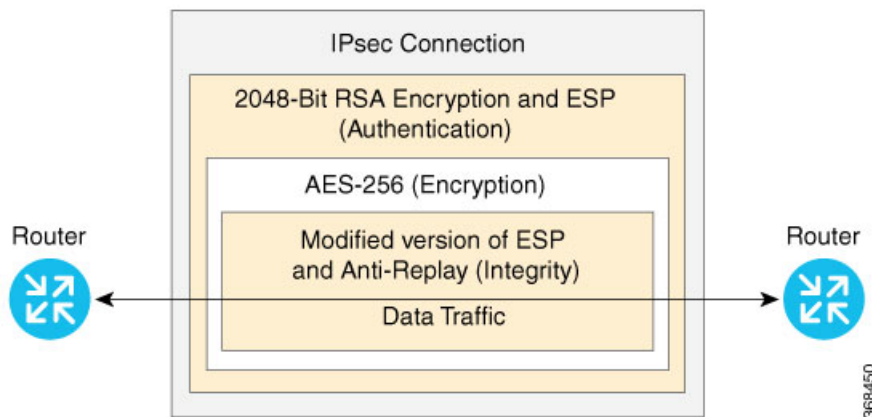 IPsec Connection
2048-Bit RSA Encryption and ESP
(Authentication)
AES-256 (Encryption)
Modified version of ESP
and Anti-Replay (Integrity)
Router
Router
Data Traffic
368450